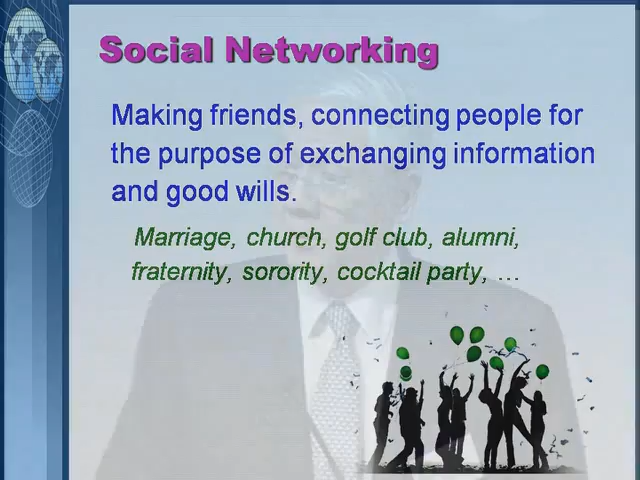 Social Networking
Making friends, connecting people for
the purpose of exchanging information
and good wills.
Marriage, church, golf club, alumni,
fraternity, sorority, cocktail party, …